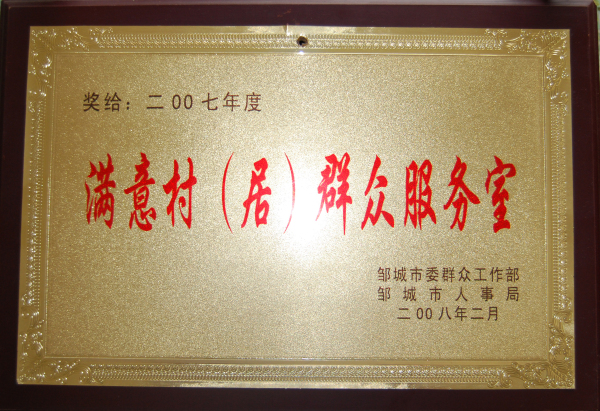 奖给：二00七年度
满意村（居）群众服务室
邹城市委群众工作部
邹城市人事局
二00八年二月